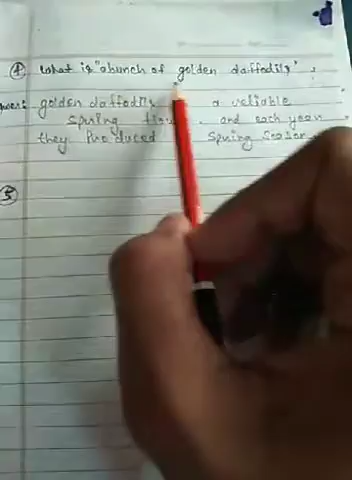 ④ What is "a bunch of golden daffodils"
golden daffodils a reliable
spring and each year
they Produced Spring Season
⑤